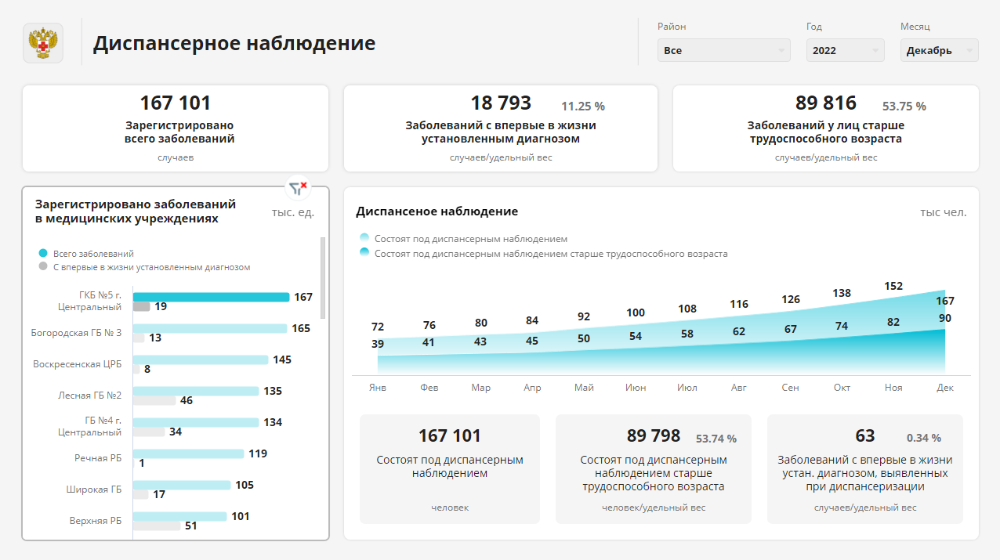 Диспансерное наблюдение
Район
Год
Месяц
Все
2022
Декабрь
167 101
Зарегистрировано
всего заболеваний
случаев
18 793
11.25 %
Заболеваний с впервые в жизни
установленным диагнозом
случаев/удельный вес
89 816
53.75 %
Заболеваний у лиц старше
трудоспособного возраста
случаев/удельный вес
Зарегистрировано заболеваний
в медицинских учреждениях
тыс. ед.
Всего заболеваний
С впервые в жизни установленным диагнозом
ГКБ №5 г.
Центральный
167
19
Богородская ГБ № 3
165
13
Воскресенская ЦРБ
145
8
Лесная ГБ №2
135
46
ГБ №4 г.
Центральный
134
34
Речная РБ
119
1
Широкая ГБ
105
17
Верхняя РБ
101
51
Диспансеное наблюдение
тыс чел.
Состоят под диспансерным наблюдением
Состоят под диспансерным наблюдением старше трудоспособного возраста
72 76 80 84 92 100 108 116 126 138 152 167
39 41 43 45 50 54 58 62 67 74 82 90
Янв Фев Мар Апр Май Июн Июл Авг Сен Окт Ноя Дек
167 101
Состоят под диспансерным
наблюдением
человек
89 798
53.74 %
Состоят под диспансерным
наблюдением старше
трудоспособного возраста
человек/удельный вес
63
0.34 %
Заболеваний с впервые в жизни
устан. диагнозом, выявленных
при диспансеризации
случаев/удельный вес